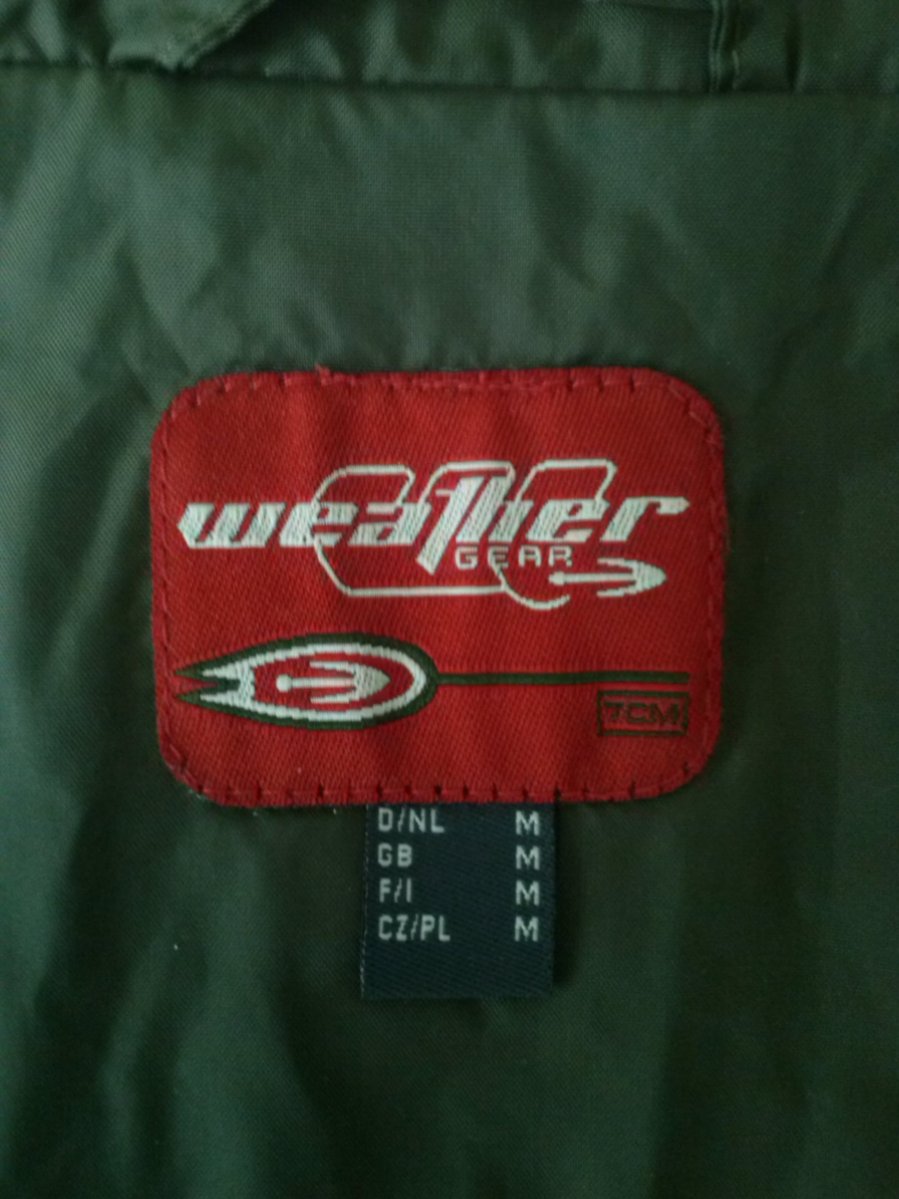 weather
GEAR
TCM
D/NL M
GB M
F/I M
CZ/PL M